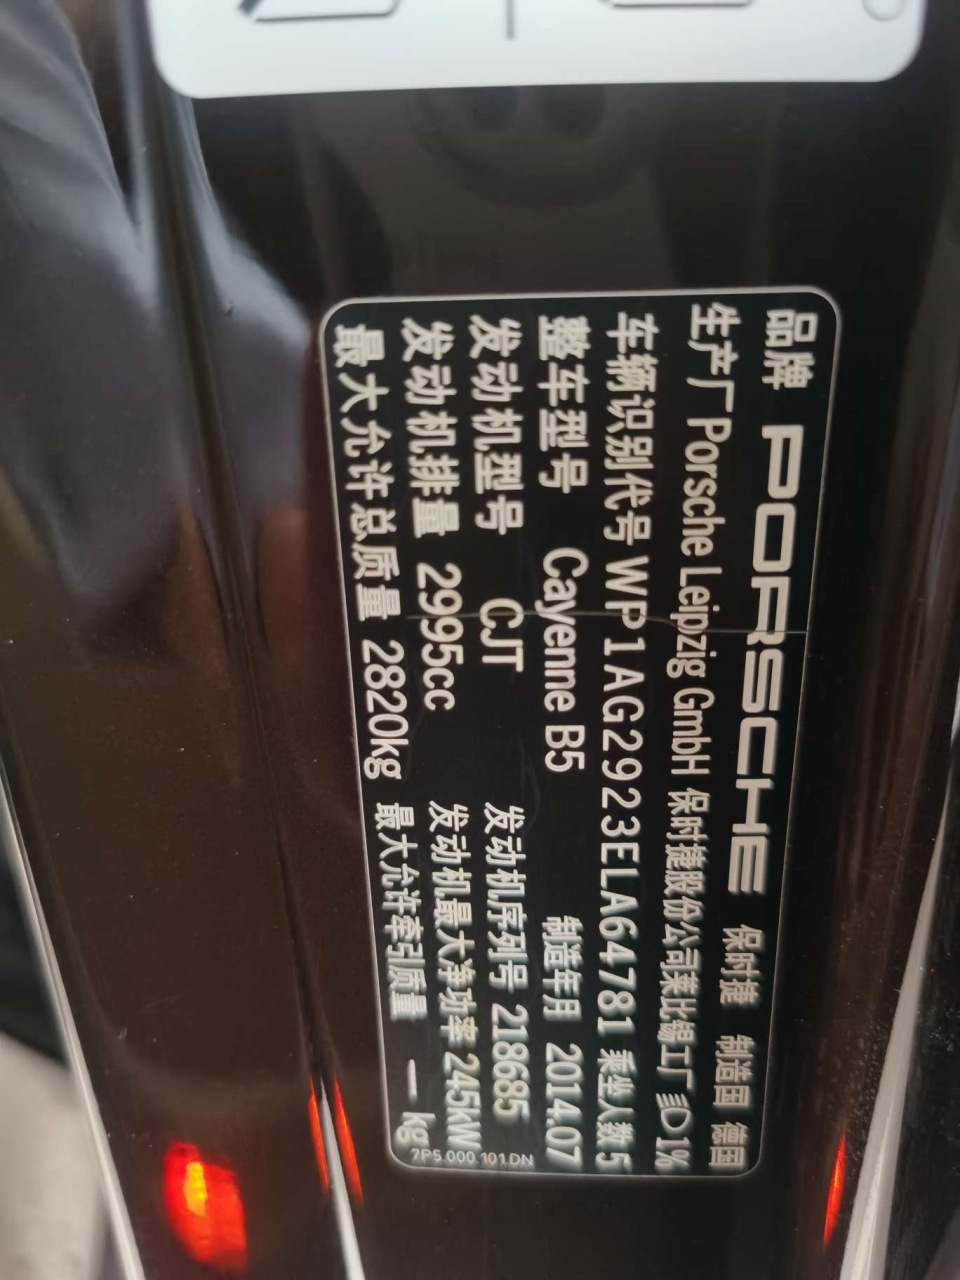 品牌 PORSCHE 保时捷 制造国 德国
生产厂 Porsche Leipzig GmbH 保时捷股份公司莱比锡工厂 1%
车辆识别代号 WP1AG2923ELA64781 乘坐人数 5
整车型号 Cayenne B5 制造年月 2014.07
发动机型号 CJT 发动机序列号 218685
发动机排量 2995cc 发动机最大净功率 245kW
最大允许总质量 2820kg 最大允许牵引质量 — kg
7P5.000.101.DN